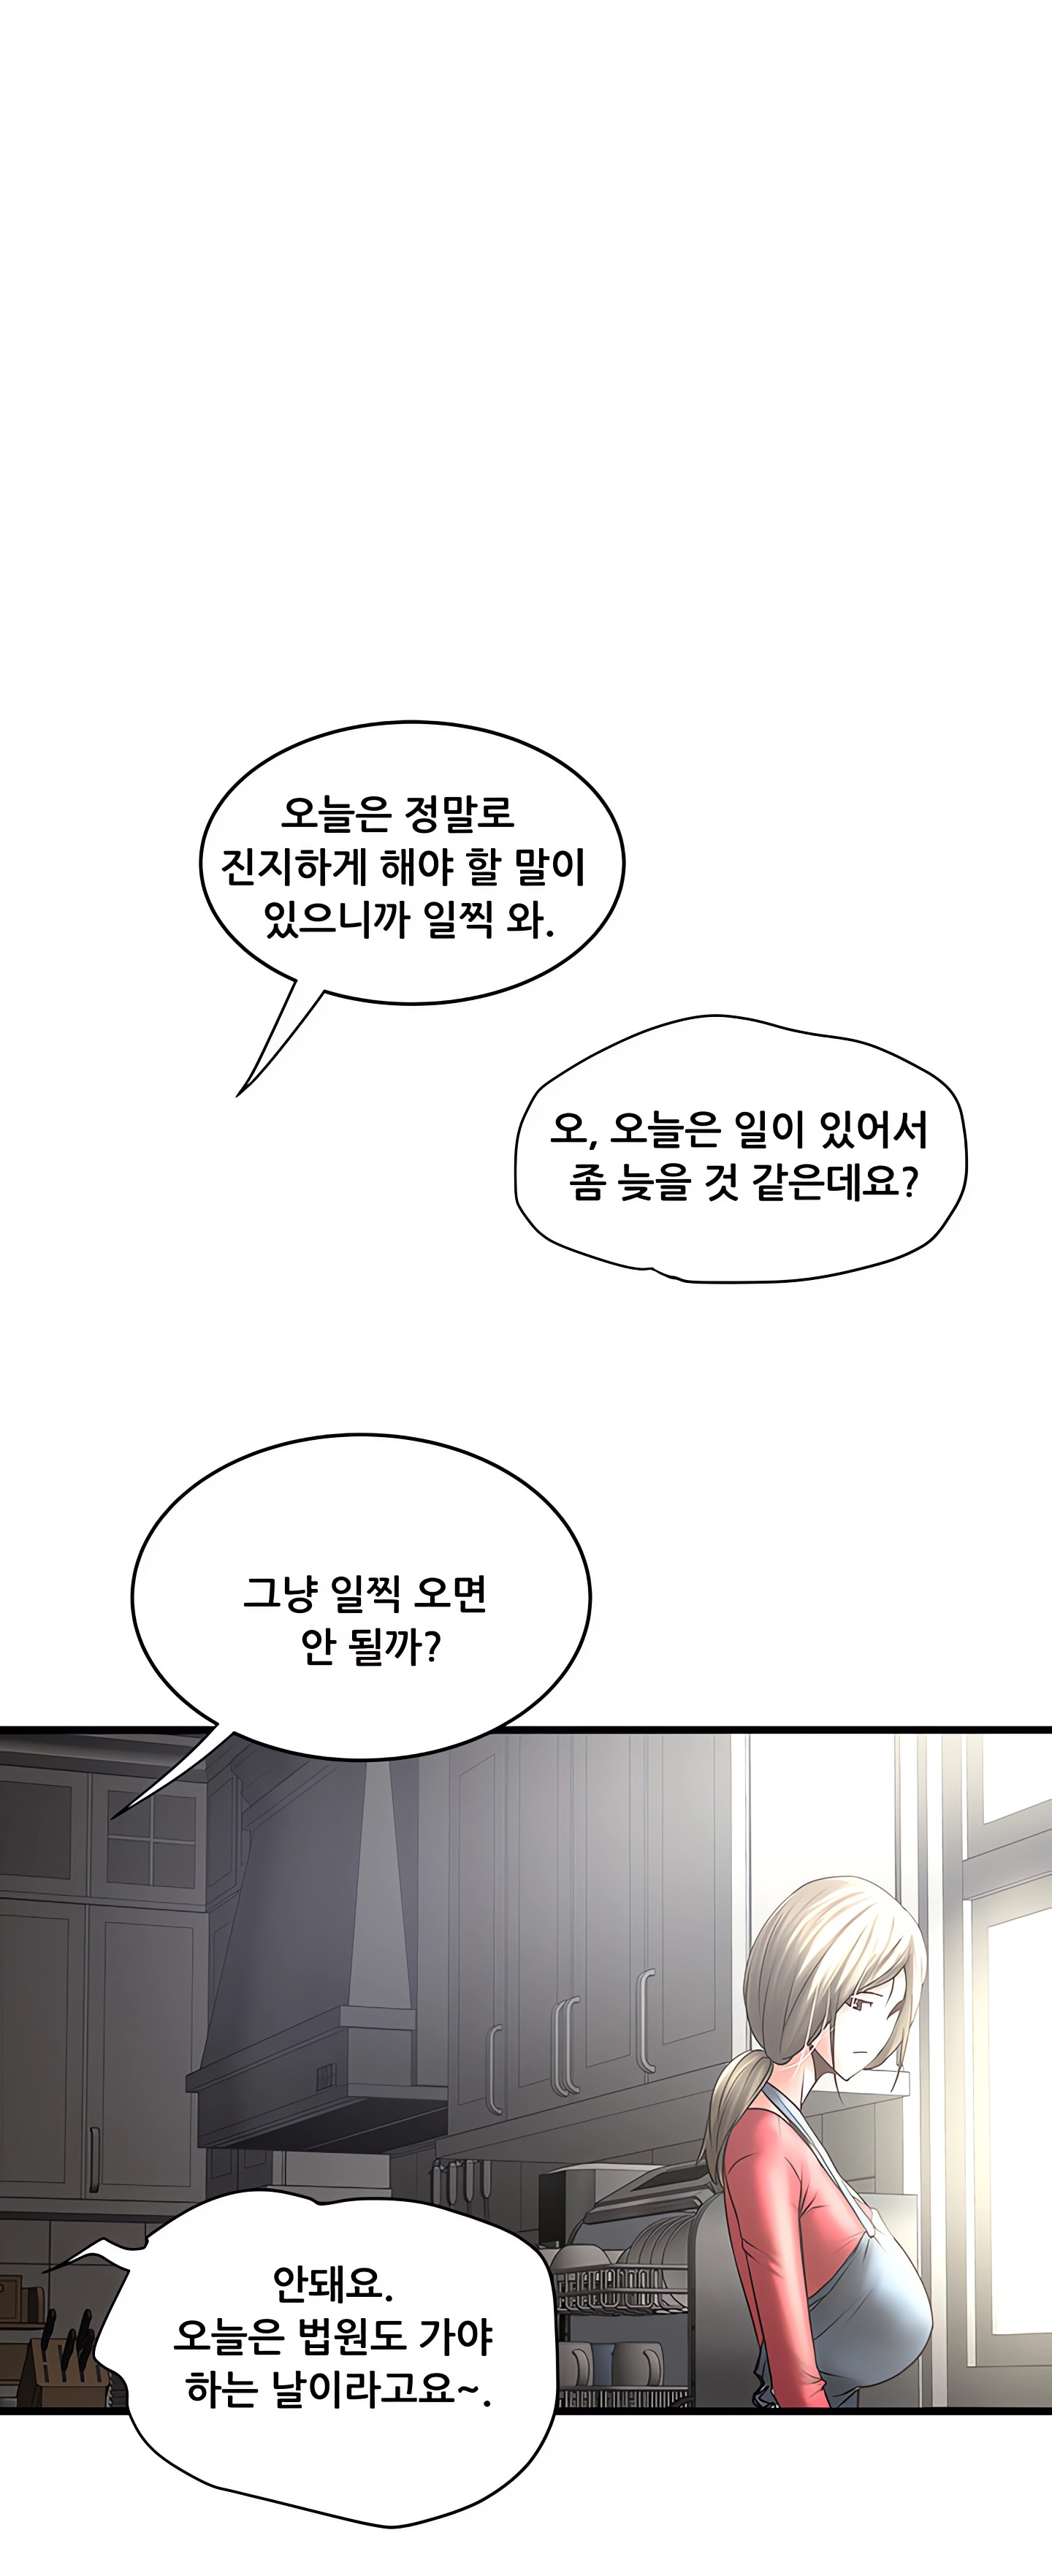 오늘은 정말로
진지하게 해야 할 말이
있으니까 일찍 와.
오, 오늘은 일이 있어서
좀 늦을 것 같은데요?
그냥 일찍 오면
안 될까?
안돼요.
오늘은 법원도 가야
하는 날이라고요~.